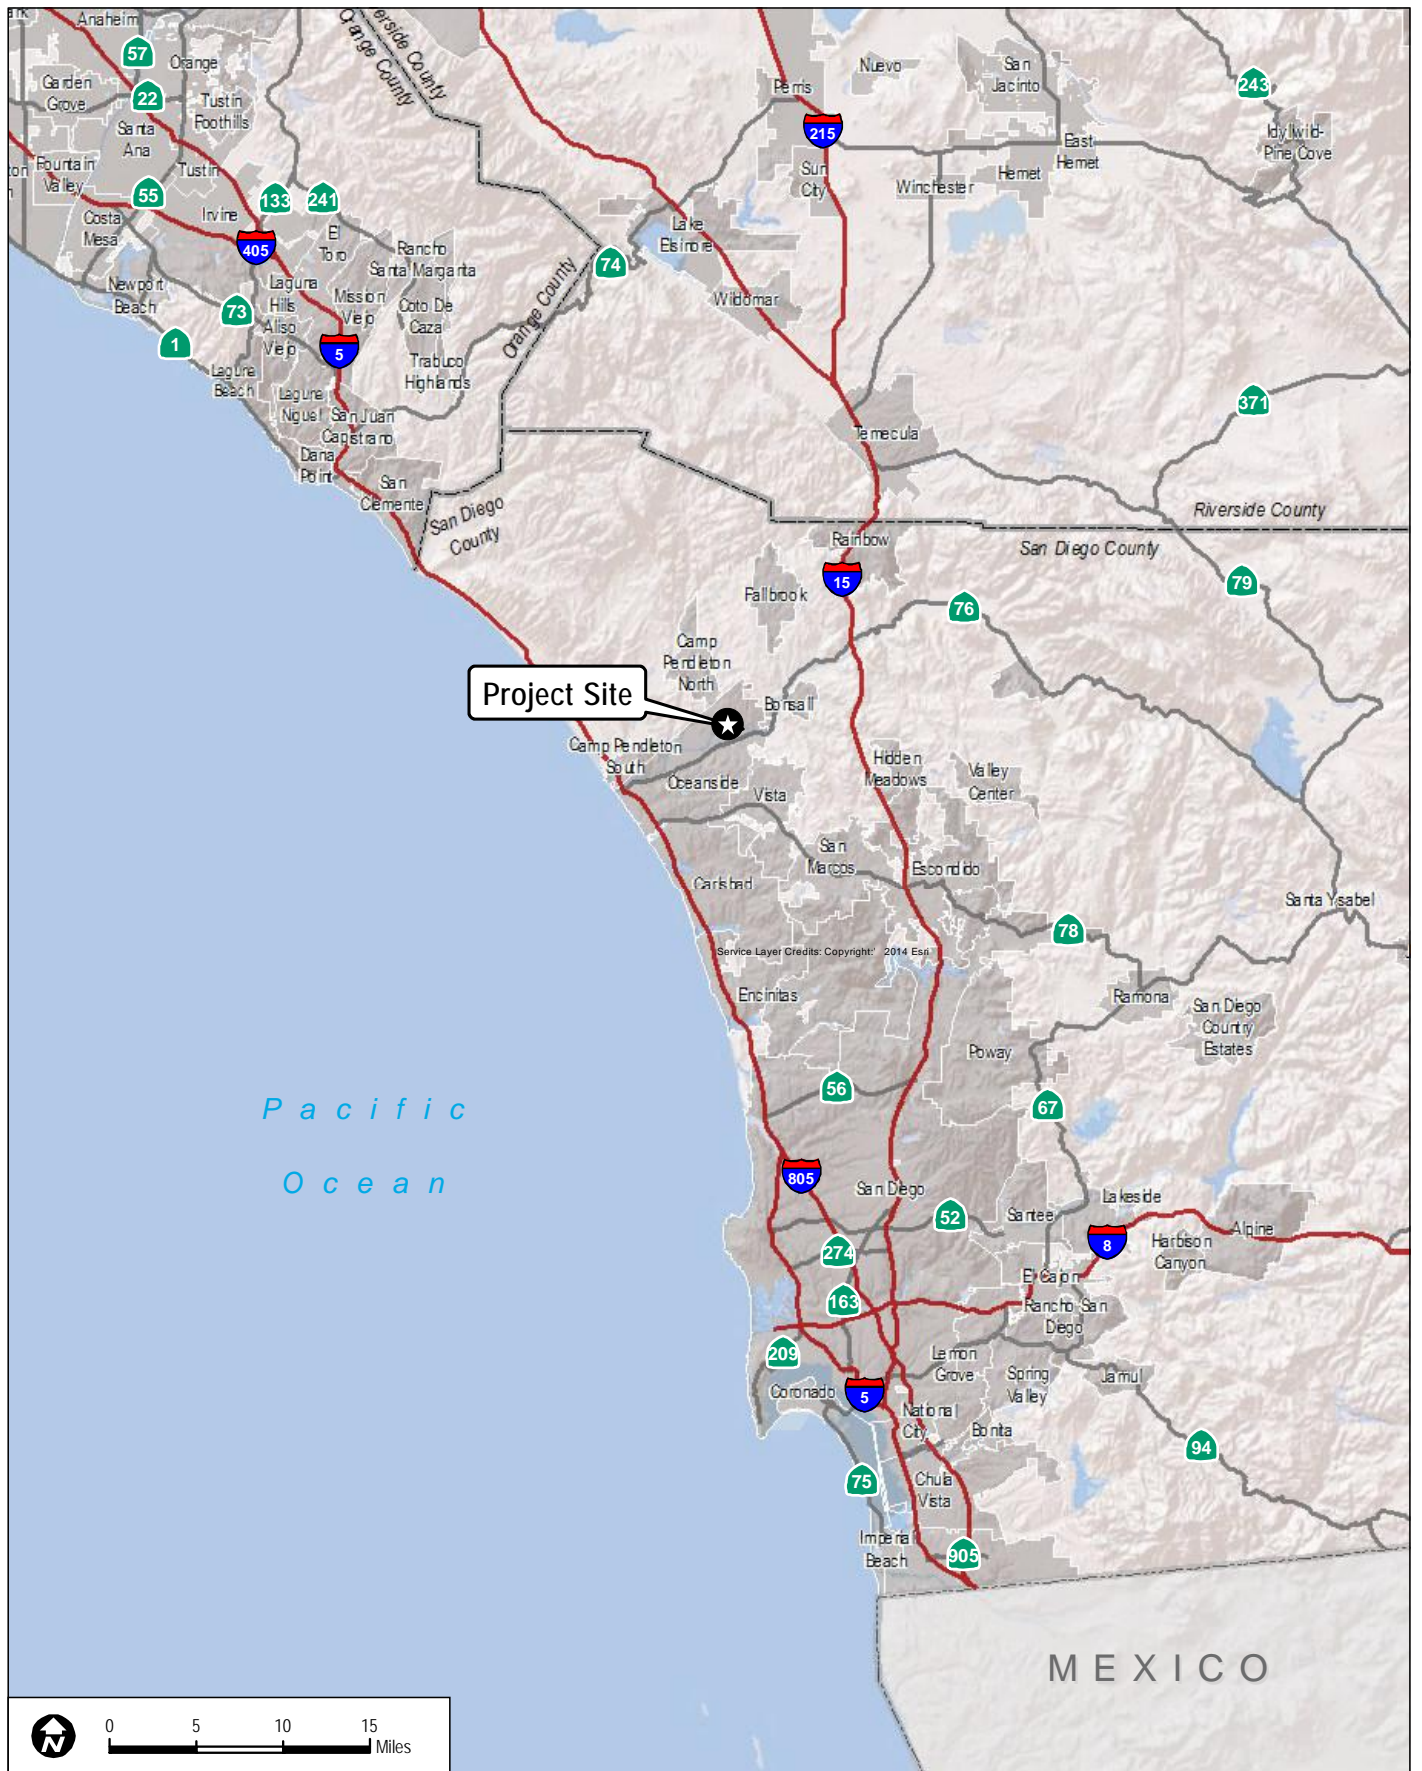 Anaheim
57
Orange
Garden
Grove
22
Tustin
Foothills
Santa
Ana
Fountain
Valley
Tustin
55
133
241
Costa
Mesa
Irvine
El
Toro
405
Rancho
Santa Margarita
Newport
Beach
Laguna
Hills
Mission
Viejo
Coto De
Caza
73
Aliso
Viejo
1
5
Trabuco
Highlands
Laguna
Beach
Laguna
Niguel
San Juan
Capistrano
Dana
Point
San
Clemente
Riverside County
Orange County
Orange County
74
Perris
Nuevo
San
Jacinto
243
215
Idyllwild-
Pine Cove
East
Hemet
Hemet
Sun
City
Winchester
Lake
Elsinore
Wildomar
371
Temecula
Riverside County
San Diego County
San Diego
County
Rainbow
15
79
Fallbrook
76
Camp
Pendleton
North
Project Site
Bonsall
Camp Pendleton
South
Oceanside
Vista
Hidden
Meadows
Valley
Center
San
Marcos
Escondido
Carlsbad
Santa Ysabel
78
Service Layer Credits: Copyright:' 2014 Esri
Encinitas
Ramona
San Diego
Country
Estates
Poway
56
67
Pacific
Ocean
805
San Diego
Lakeside
52
Santee
8
Alpine
Harbison
Canyon
274
El Cajon
163
Rancho San
Diego
209
Lemon
Grove
Spring
Valley
Jamul
Coronado
5
National
City
Bonita
94
75
Chula
Vista
Imperial
Beach
905
MEXICO
N
0 5 10 15
Miles